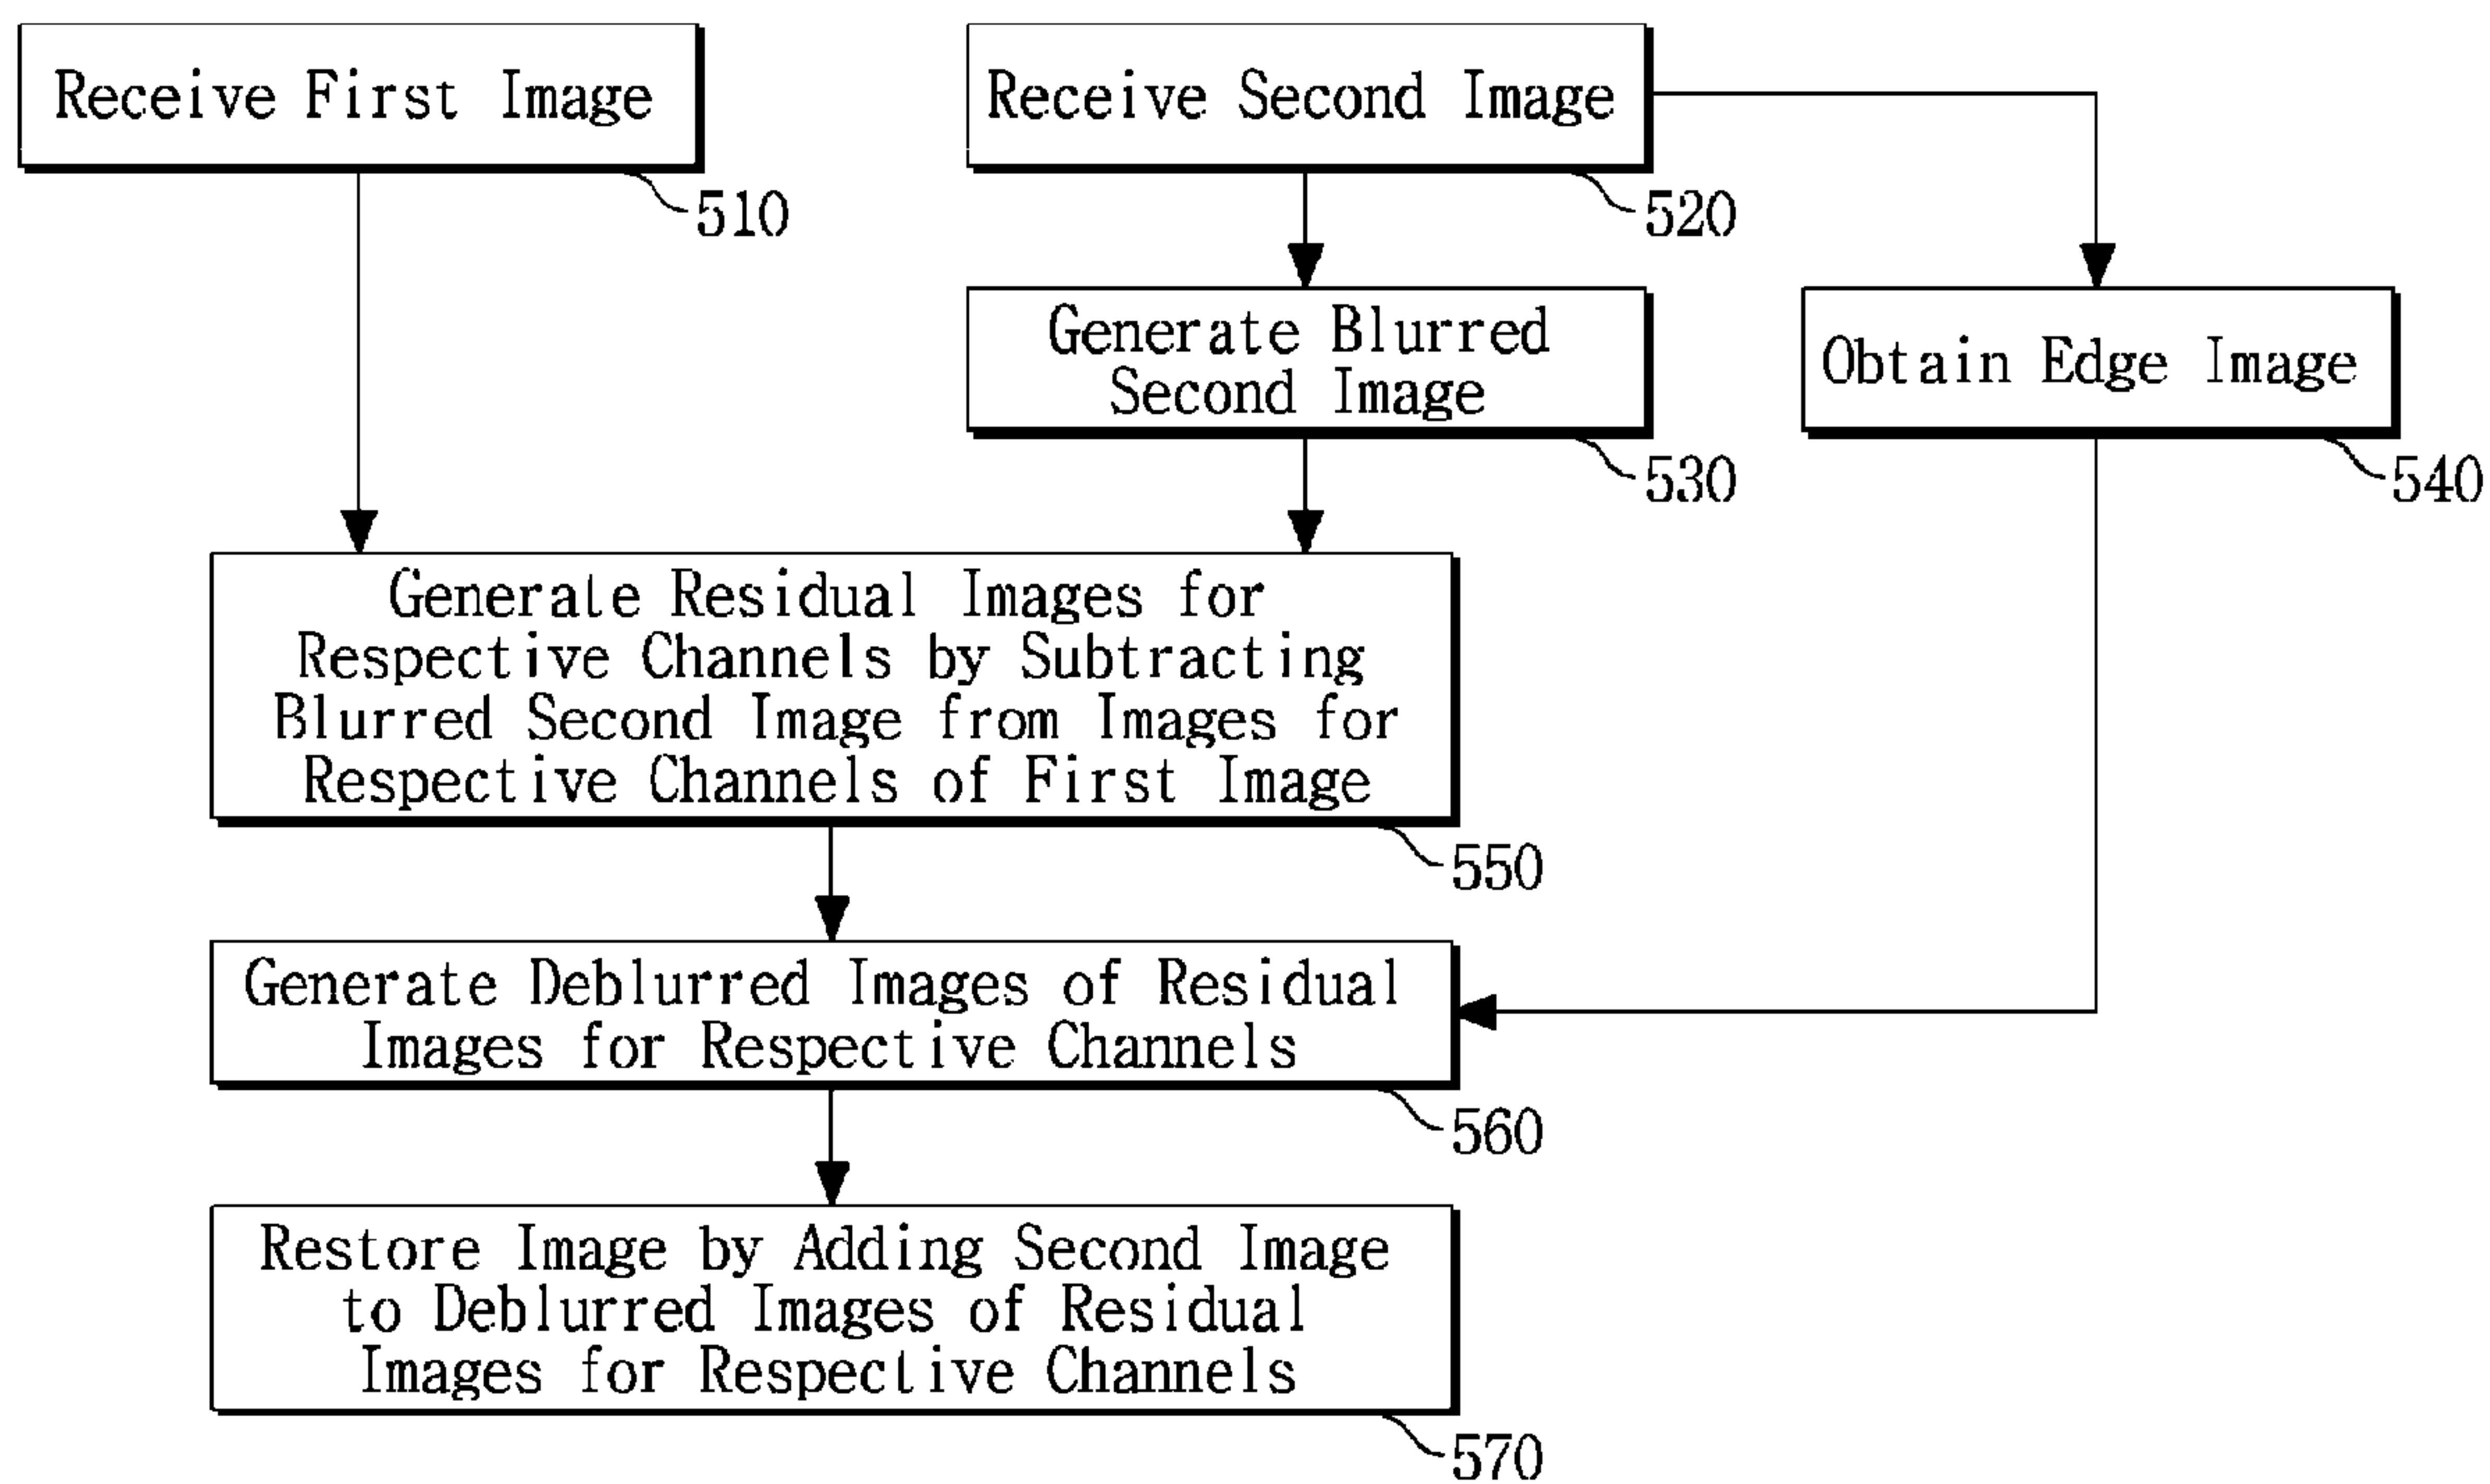 Receive First Image
510
Receive Second Image
520
Generate Blurred
Second Image
530
Obtain Edge Image
540
Generate Residual Images for
Respective Channels by Subtracting
Blurred Second Image from Images for
Respective Channels of First Image
550
Generate Deblurred Images of Residual
Images for Respective Channels
560
Restore Image by Adding Second Image
to Deblurred Images of Residual
Images for Respective Channels
570